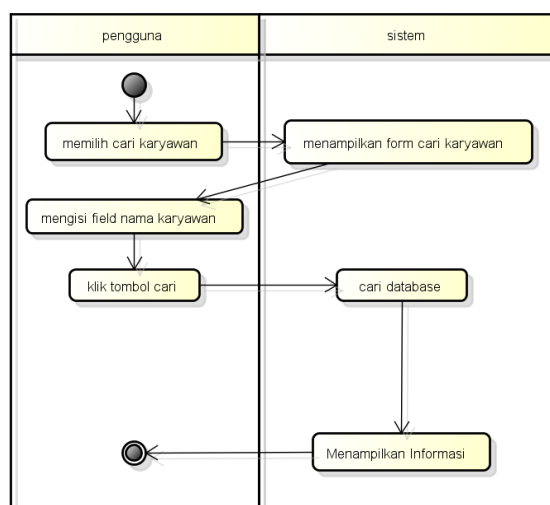 pengguna
sistem
memilih cari karyawan
menampilkan form cari karyawan
mengisi field nama karyawan
klik tombol cari
cari database
Menampilkan Informasi